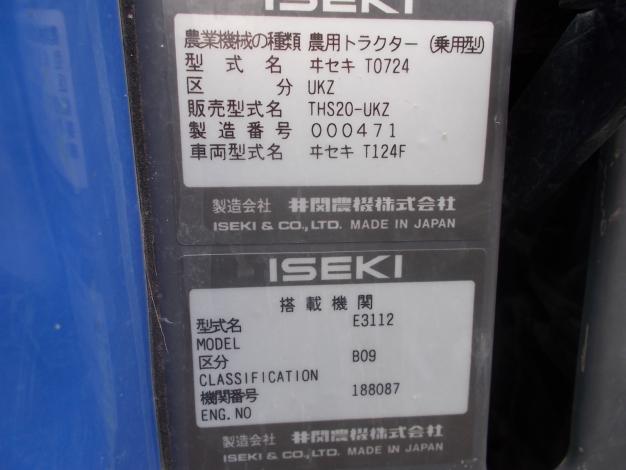 ISEKI
農業機械の種類 農用トラクター (乗用型)
型式名 ヰセキ T0724
区分 UKZ
販売型式名 THS20-UKZ
製造番号 000471
車両型式名 ヰセキ T124F
製造会社 井関農機株式会社
ISEKI & CO., LTD. MADE IN JAPAN
ISEKI
搭載機関
型式名 E3112
MODEL
区分 B09
CLASSIFICATION
機関番号 188087
ENG.NO
製造会社 井関農機株式会社
ISEKI & CO., LTD. MADE IN JAPAN